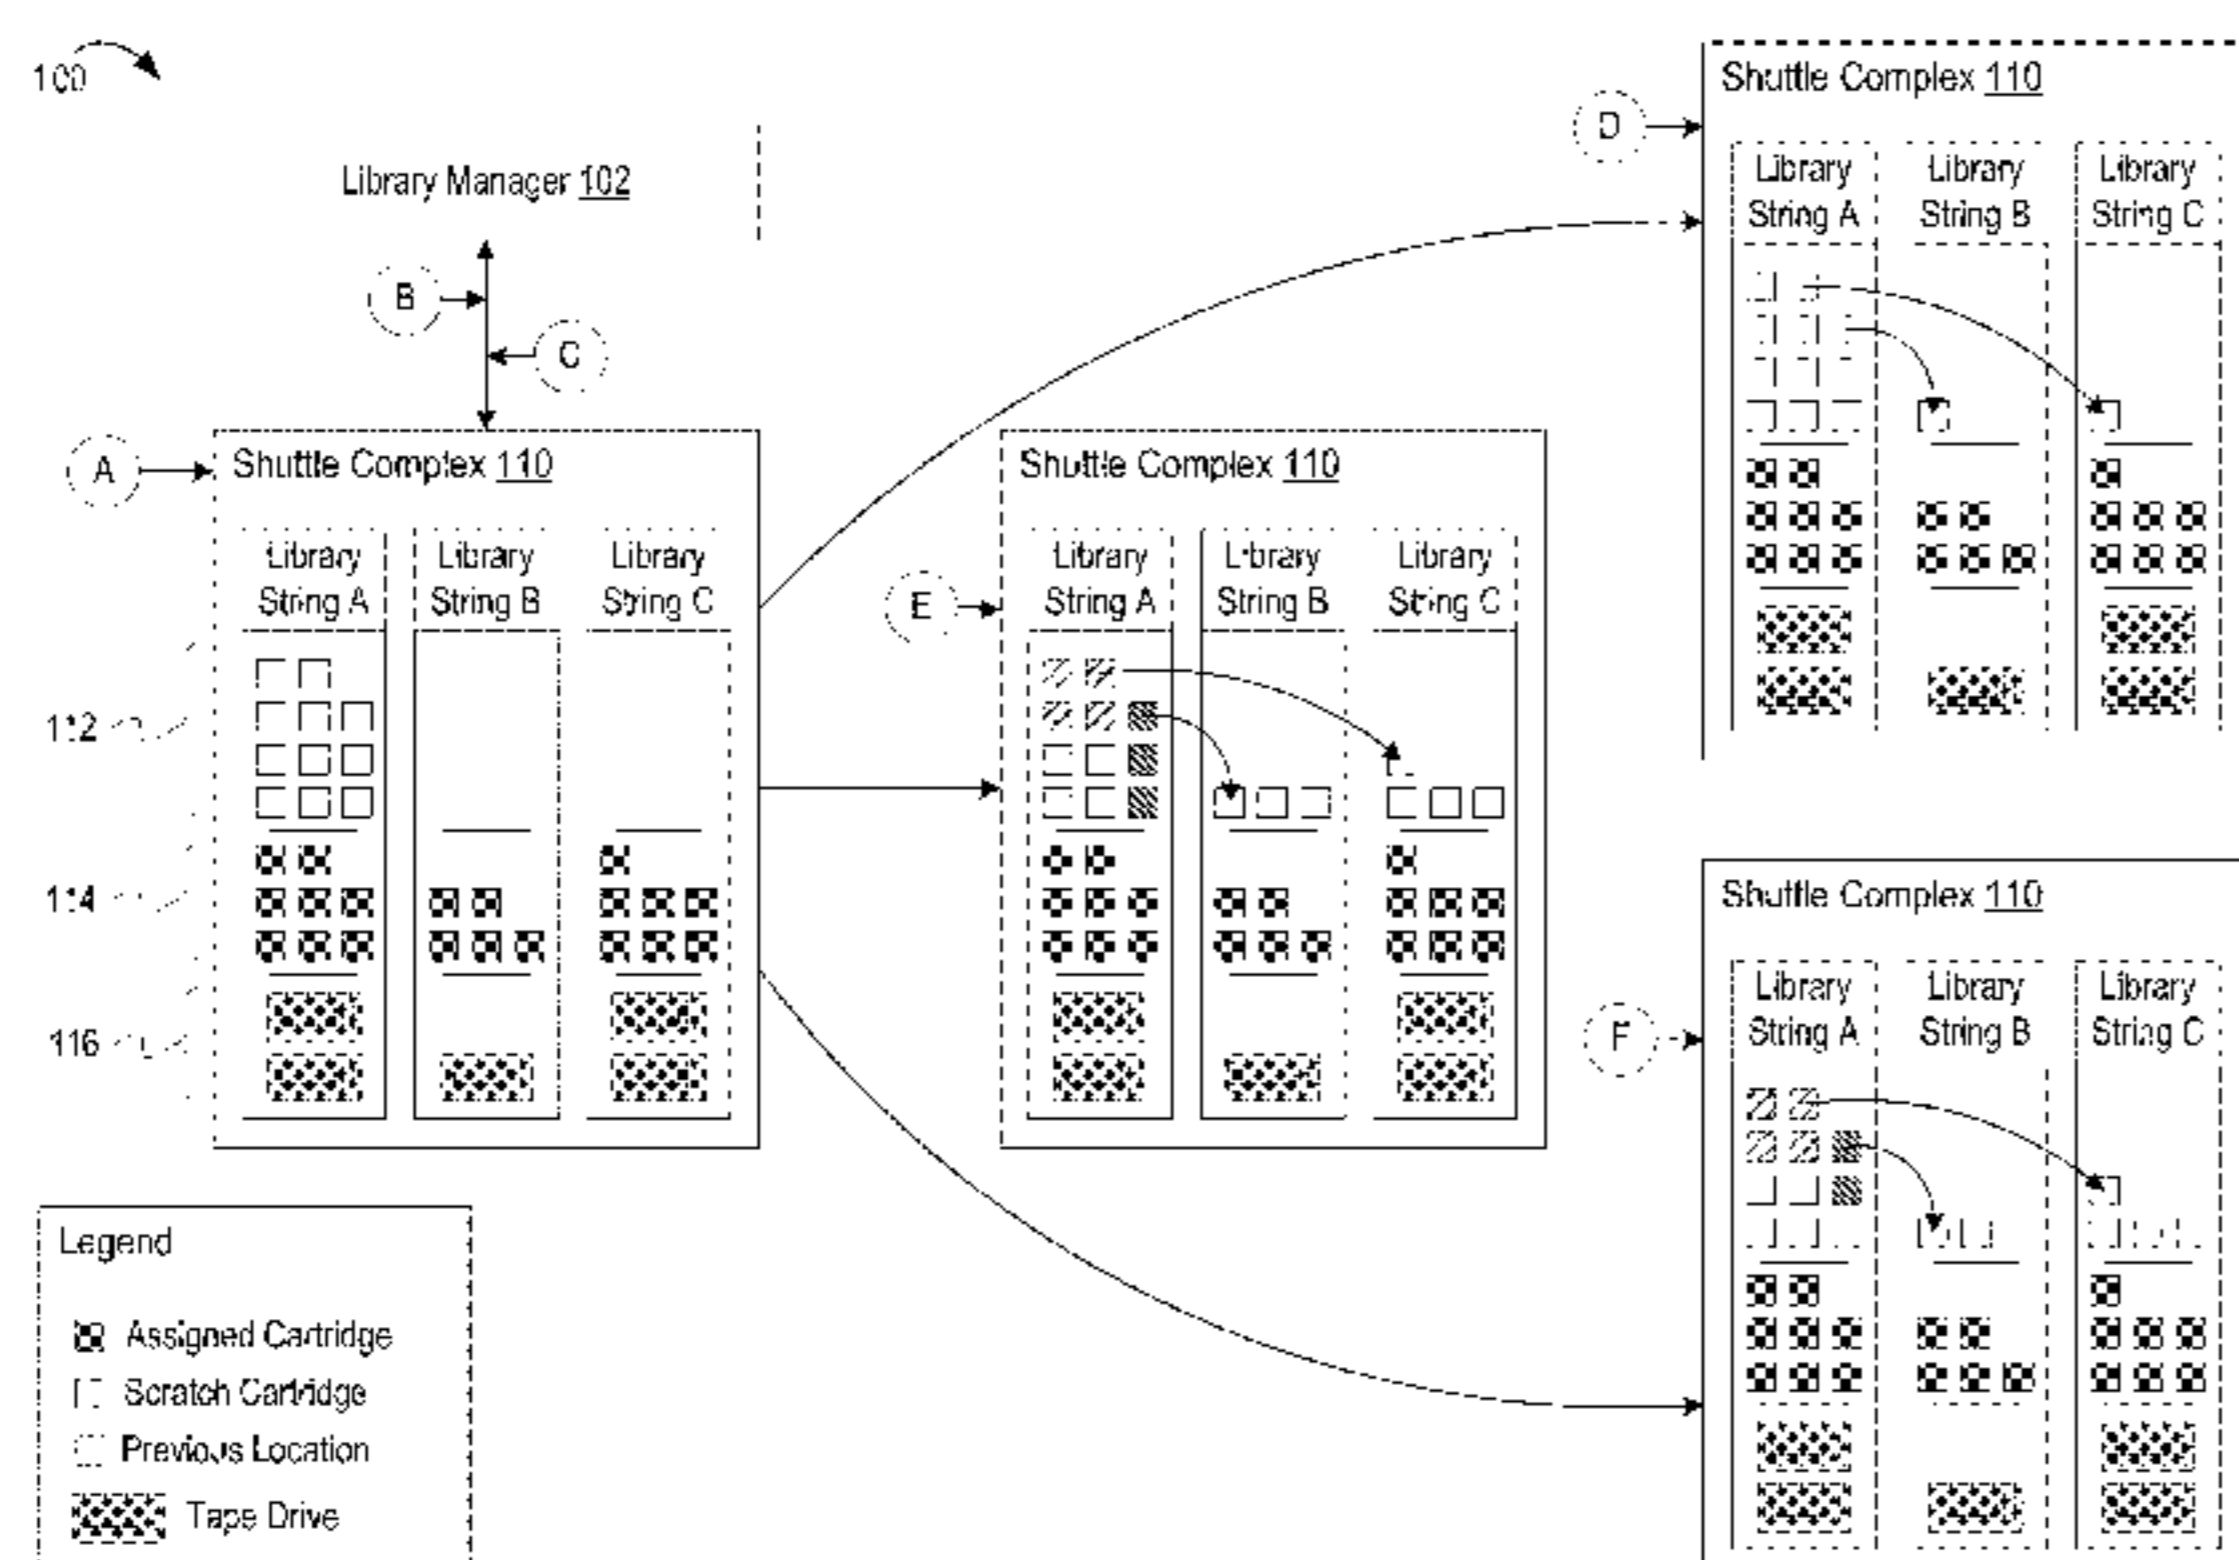 100
Library Manager 102
B
C
A
Shuttle Complex 110
Library String A
Library String B
Library String C
112
114
116
E
Shuttle Complex 110
Library String A
Library String B
Library String C
D
Shuttle Complex 110
Library String A
Library String B
Library String C
F
Shuttle Complex 110
Library String A
Library String B
Library String C
Legend
Assigned Cartridge
Scratch Cartridge
Previous Location
Tape Drive